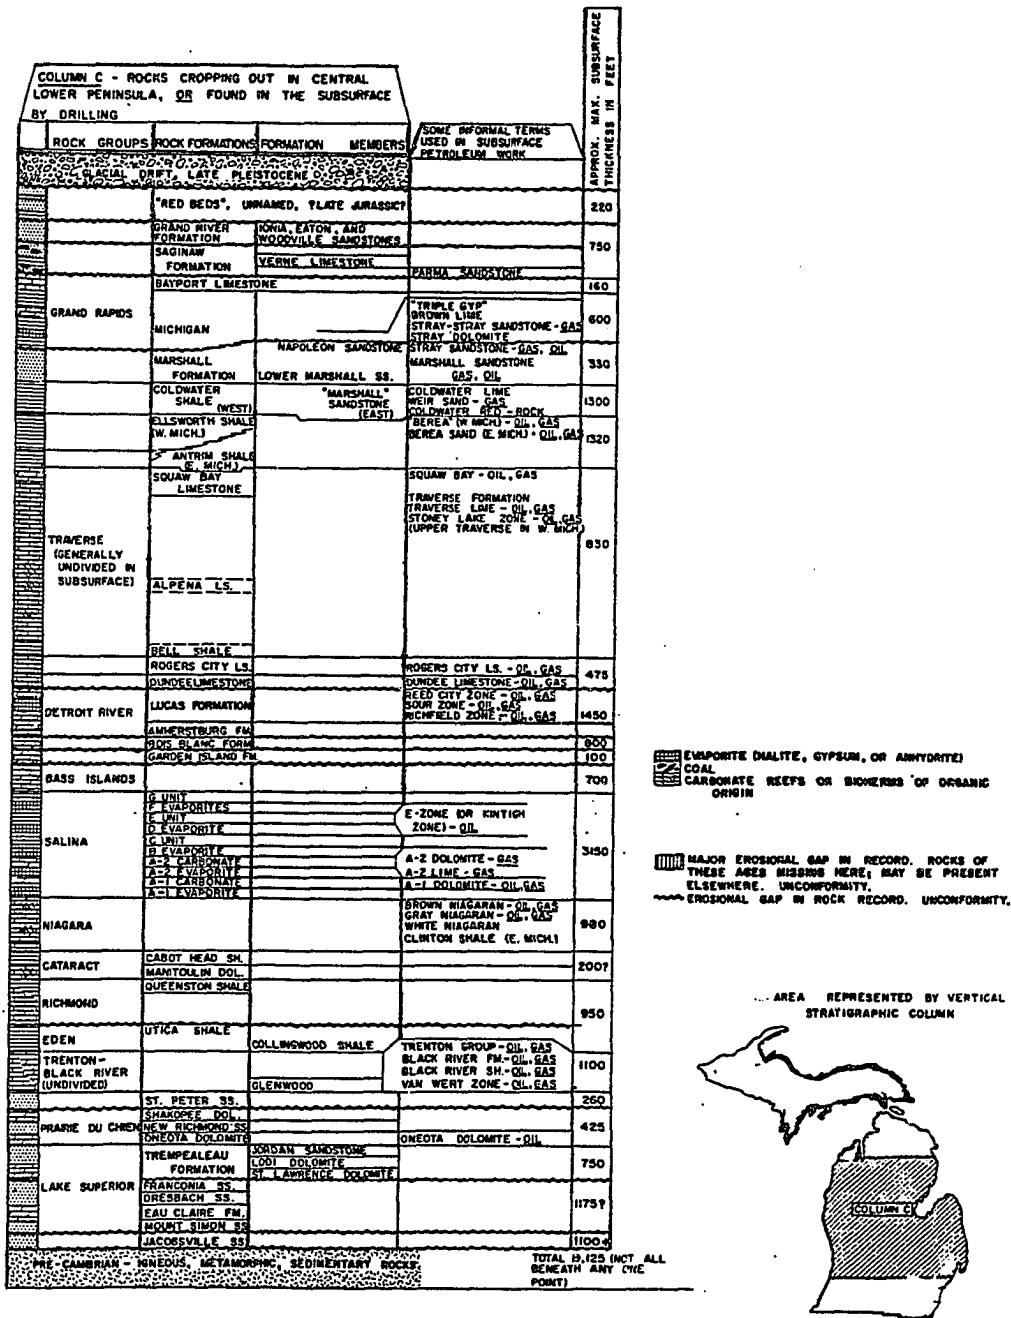 COLUMN C - ROCKS CROPPING OUT IN CENTRAL
LOWER PENINSULA, OR FOUND IN THE SUBSURFACE
BY DRILLING
ROCK GROUPS
ROCK FORMATIONS
FORMATION MEMBERS
SOME INFORMAL TERMS
USED IN SUBSURFACE
PETROLEUM WORK
APPROX. MAX. SUBSURFACE
THICKNESS IN FEET
GLACIAL DRIFT, LATE PLEISTOCENE
"RED BEDS", UNNAMED, ?LATE JURASSIC?
220
GRAND RIVER
FORMATION
IONIA, EATON, AND
WOODVILLE SANDSTONES
750
SAGINAW
FORMATION
VERNE LIMESTONE
PARMA SANDSTONE
BAYPORT LIMESTONE
160
GRAND RAPIDS
MICHIGAN
"TRIPLE GYP"
BROWN LIME
STRAY-STRAY SANDSTONE - GAS
STRAY DOLOMITE
600
NAPOLEON SANDSTONE
STRAY SANDSTONE - GAS, OIL
MARSHALL
FORMATION
LOWER MARSHALL SS.
MARSHALL SANDSTONE
GAS, OIL
330
COLDWATER
SHALE
(WEST)
"MARSHALL"
SANDSTONE
(EAST)
COLDWATER LIME
WEIR SAND - GAS
COLDWATER RED - ROCK
1300
ELLSWORTH SHALE
(W. MICH.)
"BEREA" (W. MICH) - OIL, GAS
BEREA SAND (E. MICH.) - OIL, GAS
1320
ANTRIM SHALE
(E. MICH.)
SQUAW BAY
LIMESTONE
SQUAW BAY - OIL, GAS
TRAVERSE FORMATION
TRAVERSE LIME - OIL, GAS
STONEY LAKE ZONE - OIL, GAS
(UPPER TRAVERSE IN W. MICH)
TRAVERSE
(GENERALLY
UNDIVIDED IN
SUBSURFACE)
830
ALPENA LS.
BELL SHALE
ROGERS CITY LS.
ROGERS CITY LS. - OIL, GAS
475
DUNDEE LIMESTONE
DUNDEE LIMESTONE - OIL, GAS
DETROIT RIVER
LUCAS FORMATION
REED CITY ZONE - OIL, GAS
SOUR ZONE - OIL, GAS
RICHFIELD ZONE - OIL, GAS
1450
AMHERSTBURG FM.
BOIS BLANC FORM.
800
GARDEN ISLAND FM.
100
BASS ISLANDS
700
SALINA
G UNIT
F EVAPORITES
E UNIT
D EVAPORITE
C UNIT
B EVAPORITE
A-2 CARBONATE
A-2 EVAPORITE
A-1 CARBONATE
A-1 EVAPORITE
E-ZONE (OR KINTIGH
ZONE) - OIL
A-2 DOLOMITE - GAS
A-2 LIME - GAS
A-1 DOLOMITE - OIL, GAS
3150
NIAGARA
BROWN NIAGARAN - OIL, GAS
GRAY NIAGARAN - OIL, GAS
WHITE NIAGARAN
CLINTON SHALE (E. MICH.)
980
CATARACT
CABOT HEAD SH.
MANITOULIN DOL.
200?
RICHMOND
QUEENSTON SHALE
950
UTICA SHALE
EDEN
COLLINGWOOD SHALE
TRENTON-
BLACK RIVER
(UNDIVIDED)
GLENWOOD
TRENTON GROUP - OIL, GAS
BLACK RIVER FM. - OIL, GAS
BLACK RIVER SH. - OIL, GAS
VAN WERT ZONE - OIL, GAS
1100
ST. PETER SS.
260
PRAIRIE DU CHIEN
SHAKOPEE DOL.
NEW RICHMOND SS
ONEOTA DOLOMITE
ONEOTA DOLOMITE - OIL
425
TREMPEALEAU
FORMATION
JORDAN SANDSTONE
LODI DOLOMITE
ST. LAWRENCE DOLOMITE
750
LAKE SUPERIOR
FRANCONIA SS.
DRESBACH SS.
EAU CLAIRE FM.
MOUNT SIMON SS
1175?
JACOBSVILLE SS
1100+
PRE-CAMBRIAN - IGNEOUS, METAMORPHIC, SEDIMENTARY ROCKS
TOTAL 19,125 (NOT ALL
BENEATH ANY ONE
POINT)
EVAPORITE (HALITE, GYPSUM, OR ANHYDRITE)
COAL
CARBONATE REEFS OR BIOHERMS OF ORGANIC
ORIGIN
MAJOR EROSIONAL GAP IN RECORD. ROCKS OF
THESE AGES MISSING HERE; MAY BE PRESENT
ELSEWHERE. UNCONFORMITY.
EROSIONAL GAP IN ROCK RECORD. UNCONFORMITY.
AREA REPRESENTED BY VERTICAL
STRATIGRAPHIC COLUMN
COLUMN C